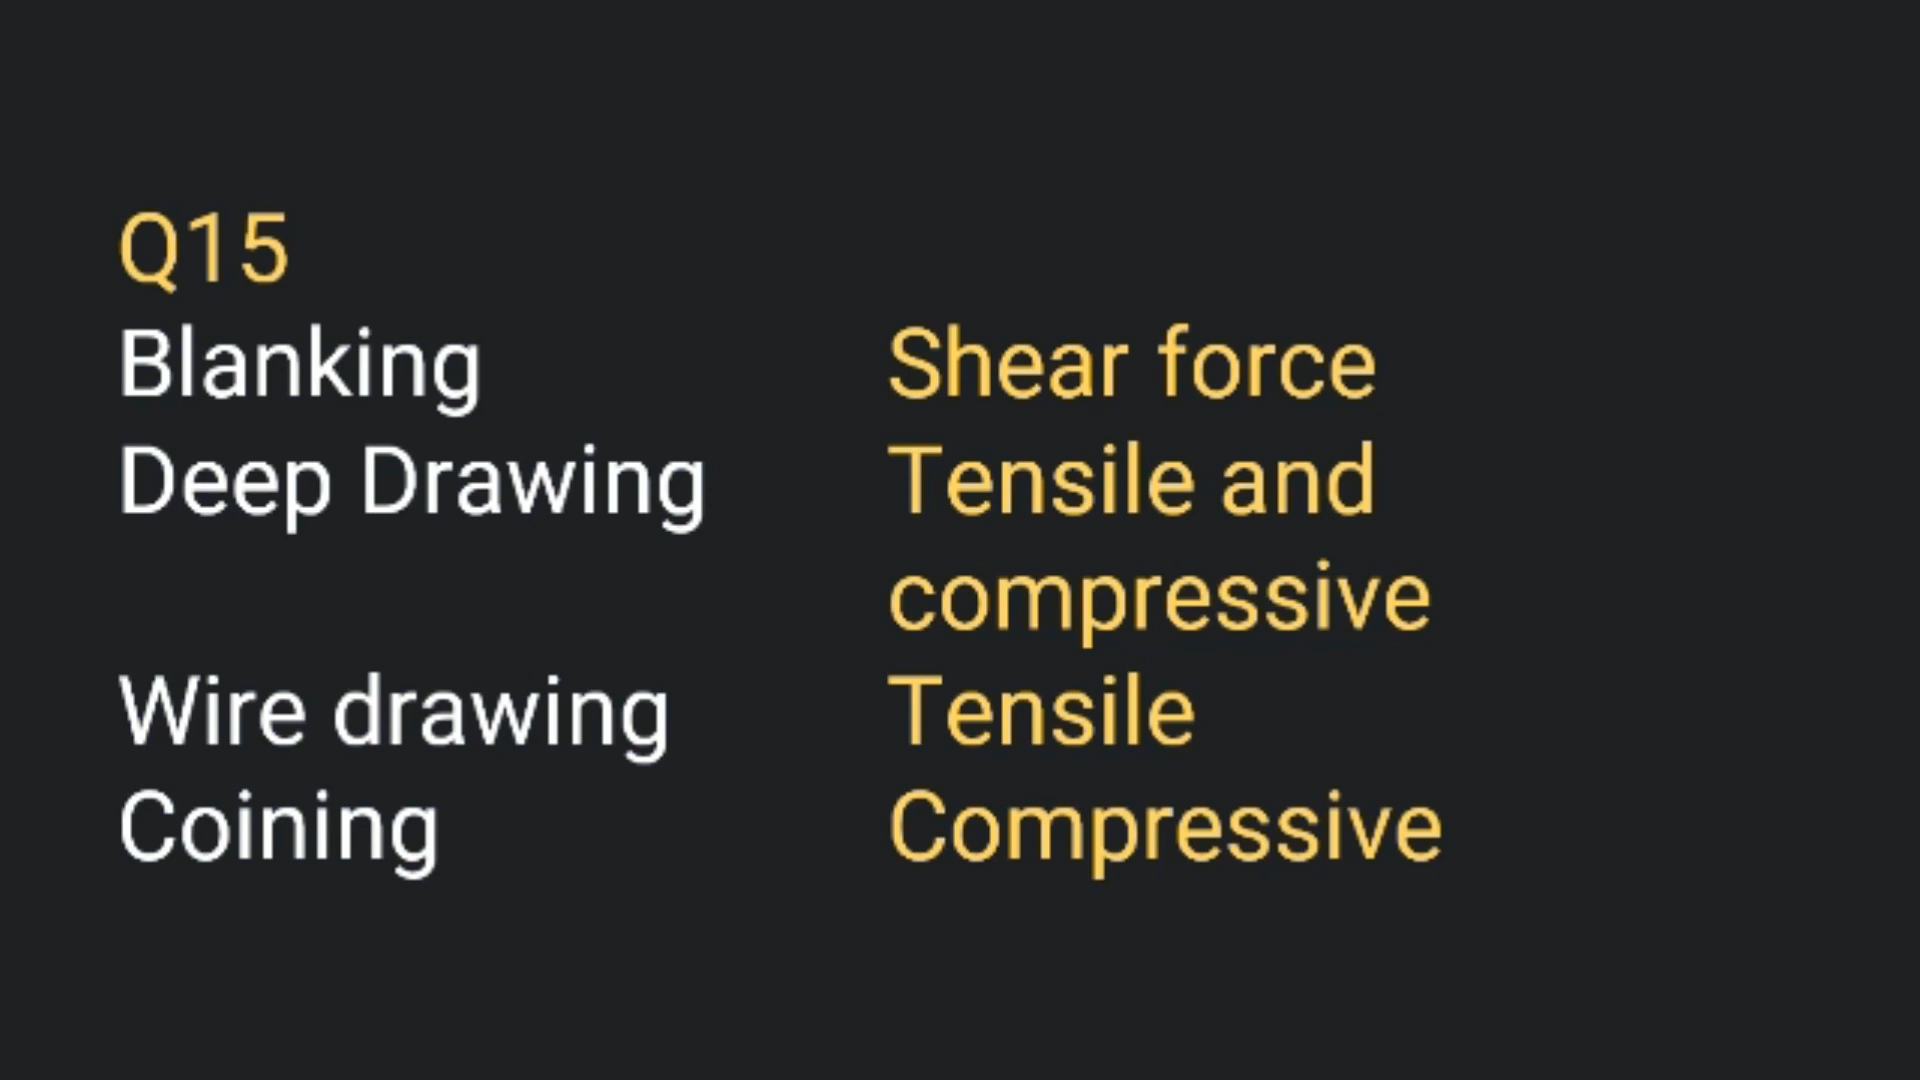 Q15
Blanking Shear force
Deep Drawing Tensile and
compressive
Wire drawing Tensile
Coining Compressive